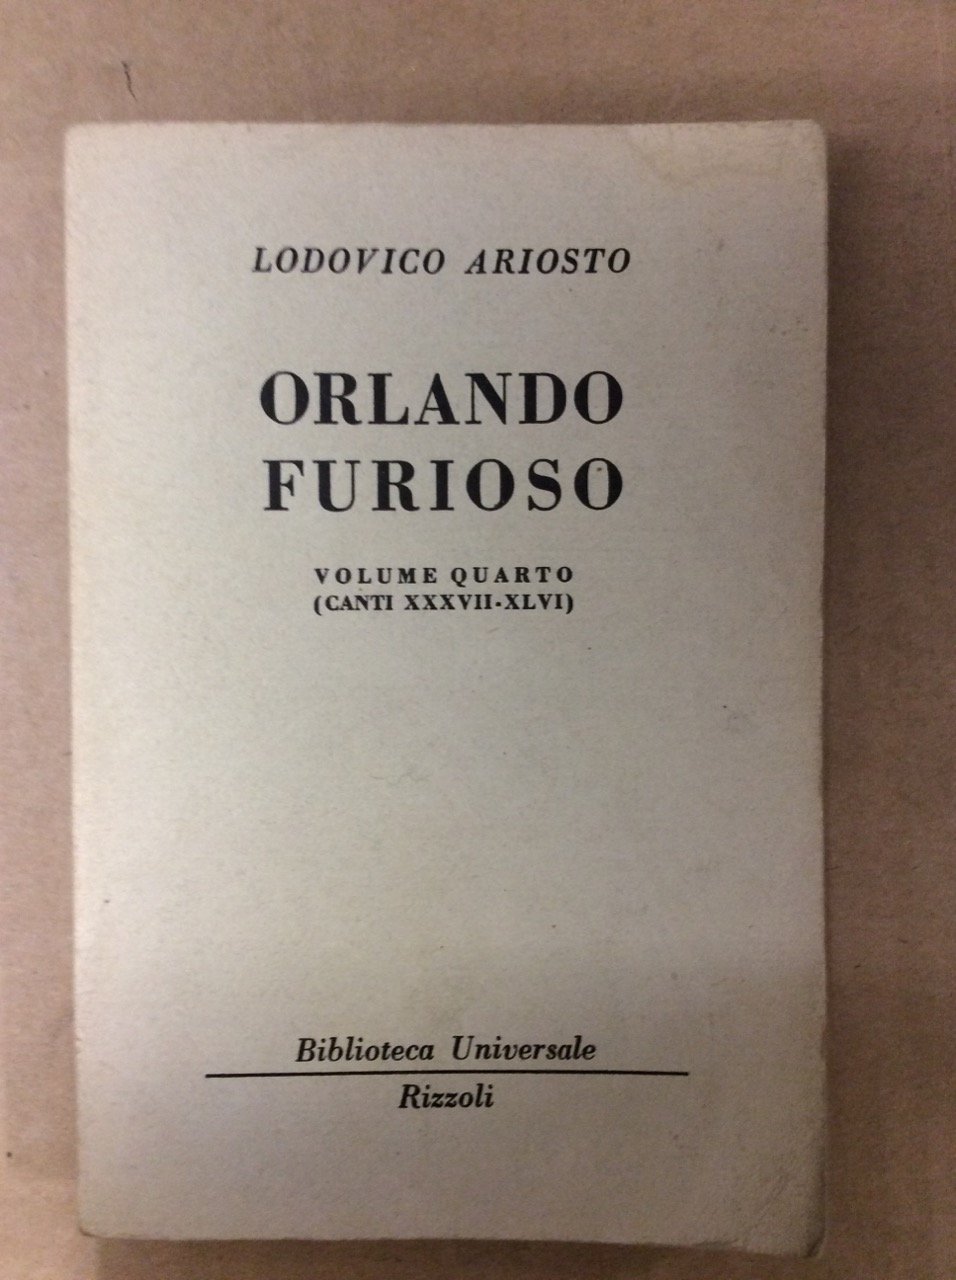 LODOVICO ARIOSTO
ORLANDO
FURIOSO
VOLUME QUARTO
(CANTI XXXVII-XLVI)
Biblioteca Universale
Rizzoli